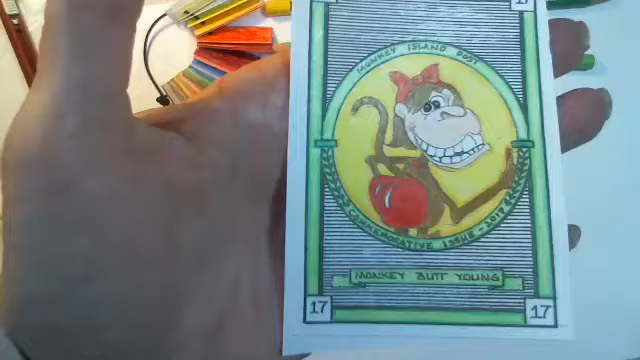 17
MONKEY ISLAND POST
COMMEMORATIVE ISSUE - 2017
MONKEY BUTT YOUNG
17 17